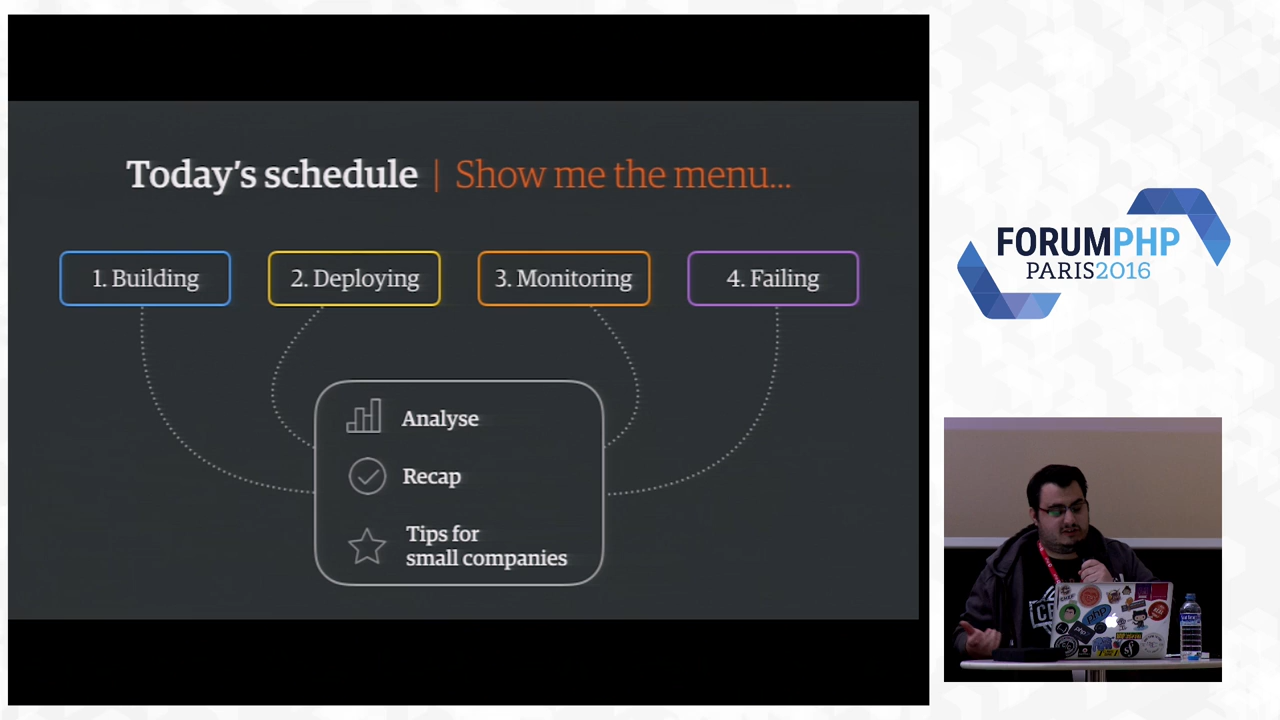 Today's schedule | Show me the menu...
1. Building
2. Deploying
3. Monitoring
4. Failing
Analyse
Recap
Tips for
small companies
FORUMPHP
PARIS2016
php